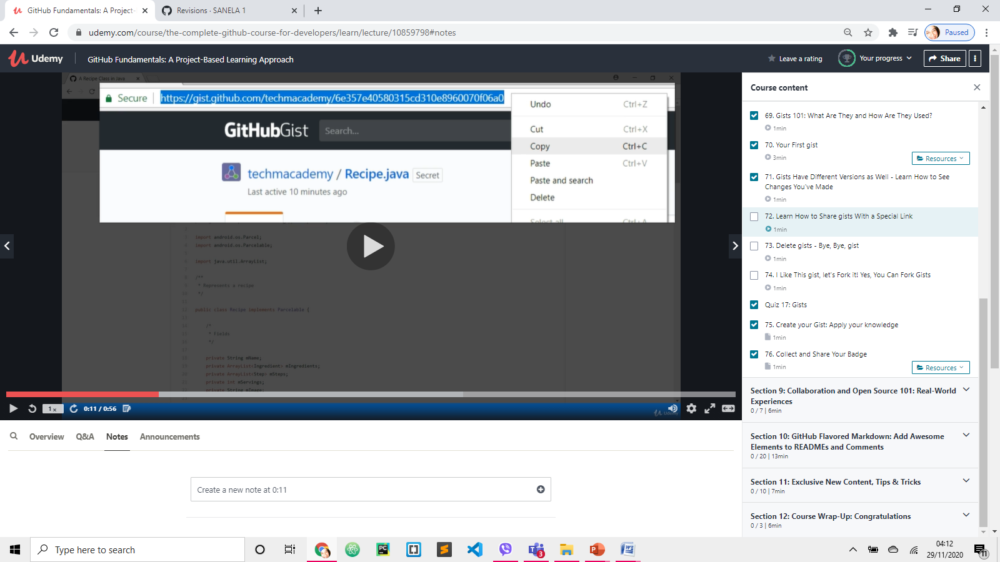 GitHub Fundamentals: A Project-
Revisions · SANELA 1
udemy.com/course/the-complete-github-course-for-developers/learn/lecture/10859798#notes
Paused
Udemy
GitHub Fundamentals: A Project-Based Learning Approach
Leave a rating
Your progress
Share
A Recipe Class in Java
Secure
https://gist.github.com/techmacademy/6e357e40580315cd310e8960070f06a0
GitHubGist
Search...
techmacademy / Recipe.java
Secret
Last active 10 minutes ago
Undo Ctrl+Z
Cut Ctrl+X
Copy Ctrl+C
Paste Ctrl+V
Paste and search
Delete
Select all Ctrl+A
import android.os.Parcel;
import android.os.Parcelable;
import java.util.ArrayList;
/**
* Represents a recipe
*/
public class Recipe implements Parcelable {
/*
* Fields
*/
private String mName;
private ArrayList<Ingredient> mIngredients;
private ArrayList<Step> mSteps;
private int mServings;
private String mImage;
1 x
0:11 / 0:56
Udemy
Overview
Q&A
Notes
Announcements
Create a new note at 0:11
Course content
69. Gists 101: What Are They and How Are They Used?
1min
70. Your First gist
3min
Resources
71. Gists Have Different Versions as Well - Learn How to See
Changes You've Made
1min
72. Learn How to Share gists With a Special Link
1min
73. Delete gists - Bye, Bye, gist
1min
74. I Like This gist, let's Fork it! Yes, You Can Fork Gists
1min
Quiz 17: Gists
75. Create your Gist: Apply your knowledge
1min
76. Collect and Share Your Badge
1min
Resources
Section 9: Collaboration and Open Source 101: Real-World
Experiences
0 / 7 | 6min
Section 10: GitHub Flavored Markdown: Add Awesome
Elements to READMEs and Comments
0 / 20 | 13min
Section 11: Exclusive New Content, Tips & Tricks
0 / 10 | 7min
Section 12: Course Wrap-Up: Congratulations
0 / 3 | 6min
Type here to search
PC
3
04:12
29/11/2020
11